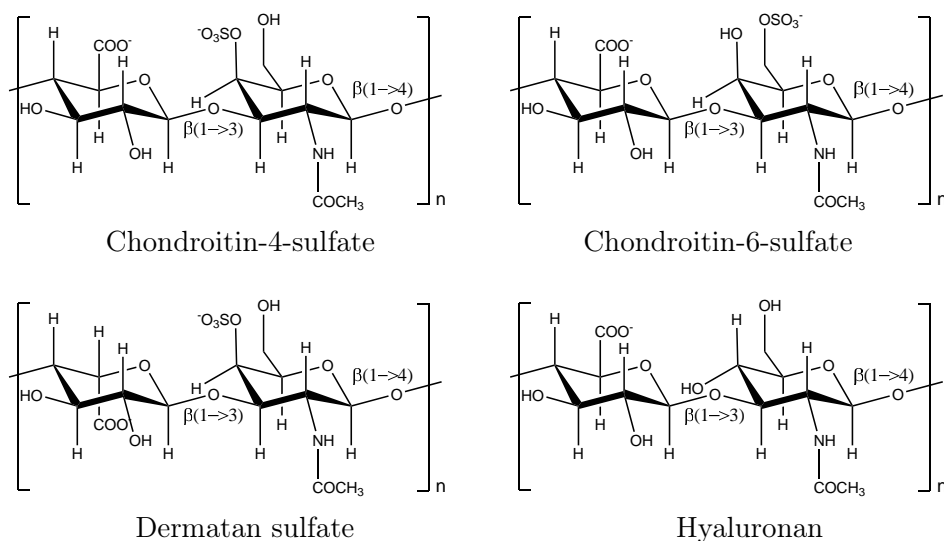 ⁻O₃SO
OH
H
COO⁻
H
H
O
O
β(1–>4)
H
O
O
HO
β(1–>3)
H
OH
H
H
H
H
NH
H
COCH₃
n
Chondroitin-4-sulfate
OSO₃⁻
HO
H
COO⁻
H
H
O
O
β(1–>4)
H
O
O
HO
β(1–>3)
H
OH
H
H
H
H
NH
H
COCH₃
n
Chondroitin-6-sulfate
⁻O₃SO
OH
H
H
H
H
O
O
β(1–>4)
H
O
O
HO
β(1–>3)
COO⁻
OH
H
H
H
H
NH
H
COCH₃
n
Dermatan sulfate
OH
H
COO⁻
H
H
H
O
O
β(1–>4)
HO
O
O
HO
β(1–>3)
H
OH
H
H
H
H
NH
H
COCH₃
n
Hyaluronan